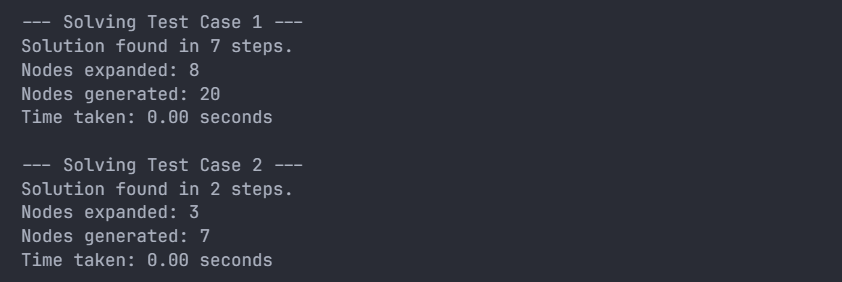 --- Solving Test Case 1 ---
Solution found in 7 steps.
Nodes expanded: 8
Nodes generated: 20
Time taken: 0.00 seconds

--- Solving Test Case 2 ---
Solution found in 2 steps.
Nodes expanded: 3
Nodes generated: 7
Time taken: 0.00 seconds